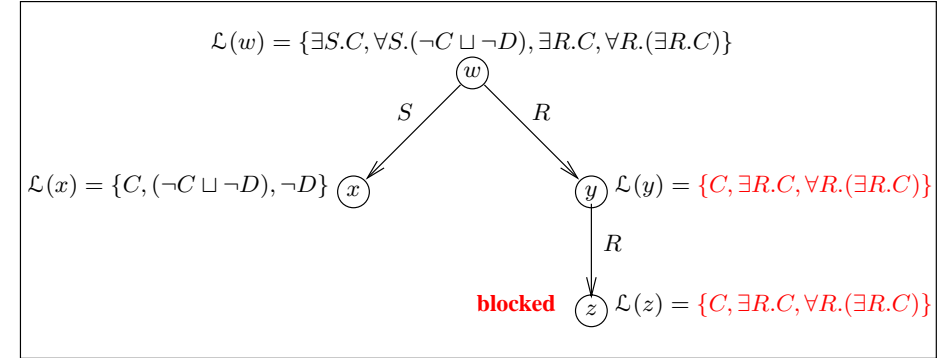 ℒ(w) = {∃S.C, ∀S.(¬C ⊔ ¬D), ∃R.C, ∀R.(∃R.C)}
w
S R
ℒ(x) = {C, (¬C ⊔ ¬D), ¬D} x y ℒ(y) = {C, ∃R.C, ∀R.(∃R.C)}
R
blocked z ℒ(z) = {C, ∃R.C, ∀R.(∃R.C)}